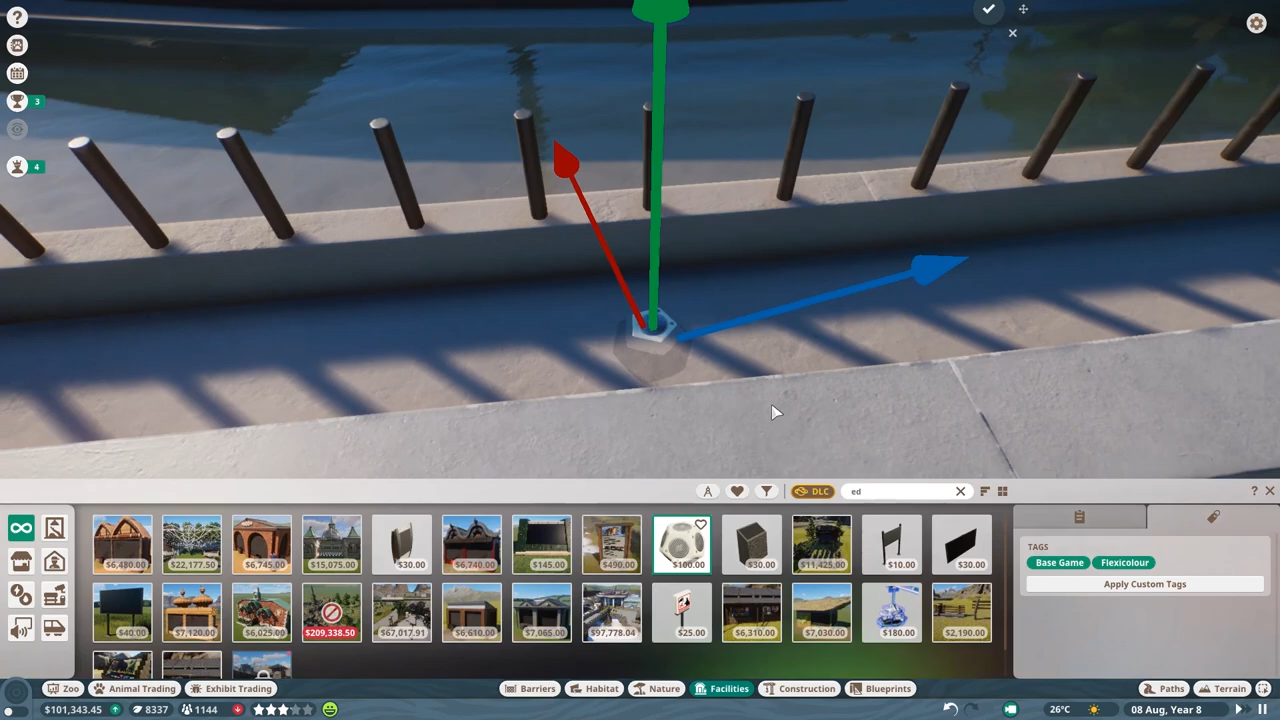 ?
3
4
DLC
ed
?
$6,480.00 $22,177.50 $6,745.00 $15,075.00 $30.00 $6,740.00 $145.00 $490.00 $100.00 $30.00 $11,425.00 $10.00 $30.00
$40.00 $7,120.00 $6,025.00 $209,338.50 $67,017.91 $6,610.00 $7,065.00 $97,778.04 $25.00 $6,310.00 $7,030.00 $180.00 $2,190.00
TAGS
Base Game Flexicolour
Apply Custom Tags
Zoo Animal Trading Exhibit Trading Barriers Habitat Nature Facilities Construction Blueprints Paths Terrain
$101,343.45 8337 1144 26°C 08 Aug, Year 8